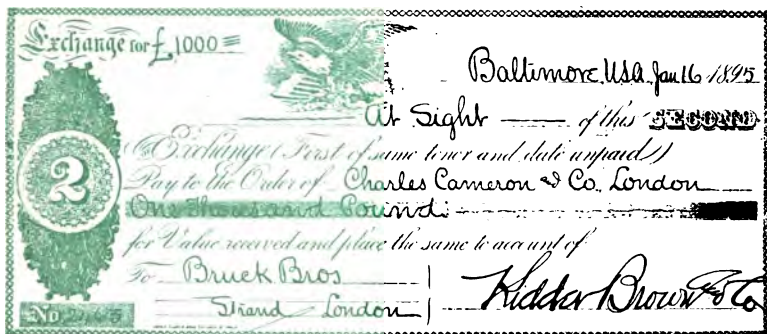 Exchange for £1000
Baltimore, USA. Jan 16 1895
At Sight of this SECOND
of Exchange (First of same tenor and date unpaid)
2
Pay to the Order of Charles Cameron & Co. London
One Thousand Pound
for Value received and place the same to account of
To Bruck Bros
Strand London
Kidder Brown & Co
No